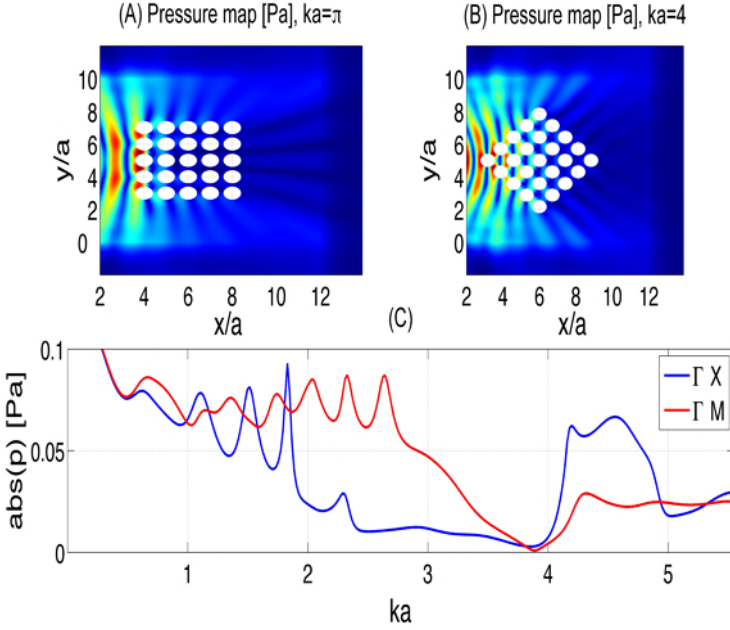 (A) Pressure map [Pa], ka=π
(B) Pressure map [Pa], ka=4
y/a
10
8
6
4
2
0
2 4 6 8 10 12
x/a
y/a
10
8
6
4
2
0
2 4 6 8 10 12
x/a
(C)
abs(p) [Pa]
0.1
0.05
0
Γ X
Γ M
1 2 3 4 5
ka